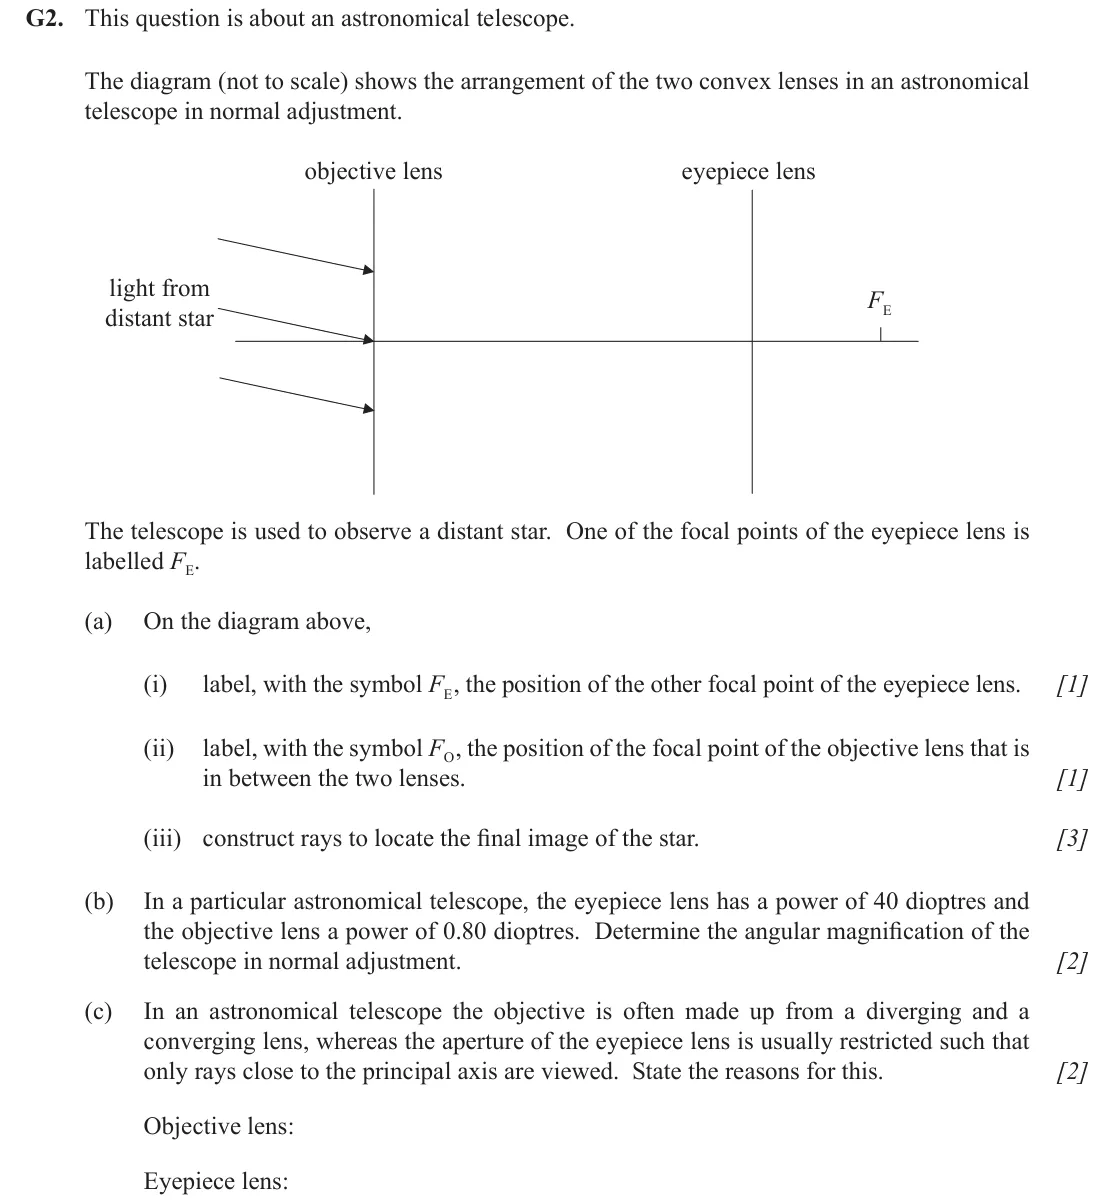 G2. This question is about an astronomical telescope.
The diagram (not to scale) shows the arrangement of the two convex lenses in an astronomical
telescope in normal adjustment.
objective lens
eyepiece lens
light from
distant star
F_E
The telescope is used to observe a distant star. One of the focal points of the eyepiece lens is
labelled F_E.
(a) On the diagram above,
(i) label, with the symbol F_E, the position of the other focal point of the eyepiece lens. [1]
(ii) label, with the symbol F_O, the position of the focal point of the objective lens that is
in between the two lenses. [1]
(iii) construct rays to locate the final image of the star. [3]
(b) In a particular astronomical telescope, the eyepiece lens has a power of 40 dioptres and
the objective lens a power of 0.80 dioptres. Determine the angular magnification of the
telescope in normal adjustment. [2]
(c) In an astronomical telescope the objective is often made up from a diverging and a
converging lens, whereas the aperture of the eyepiece lens is usually restricted such that
only rays close to the principal axis are viewed. State the reasons for this. [2]
Objective lens:
Eyepiece lens: